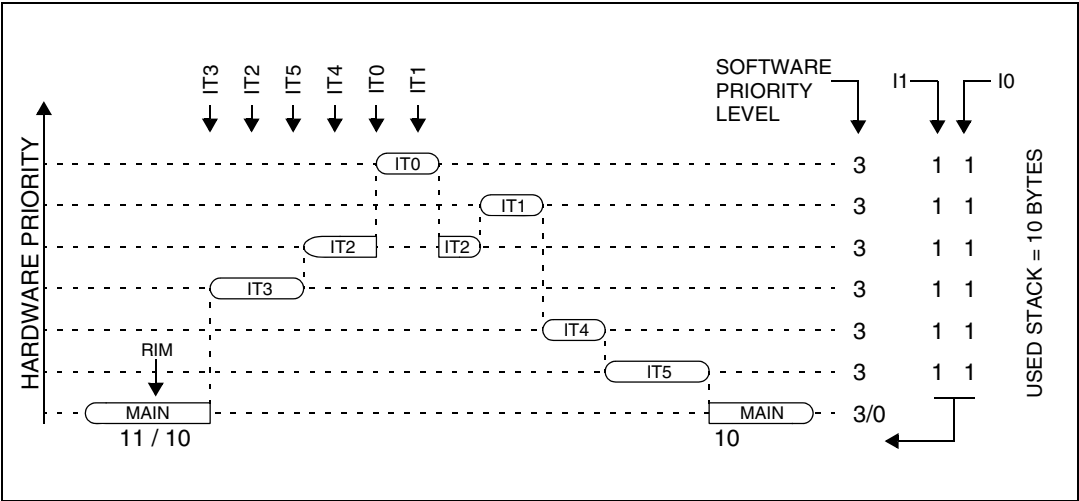 IT3 IT2 IT5 IT4 IT0 IT1
SOFTWARE
PRIORITY
LEVEL
I1 I0
HARDWARE PRIORITY
IT0 3 1 1
IT1 3 1 1
IT2 IT2 3 1 1
IT3 3 1 1
IT4 3 1 1
RIM
IT5 3 1 1
MAIN MAIN 3/0
11 / 10 10
USED STACK = 10 BYTES